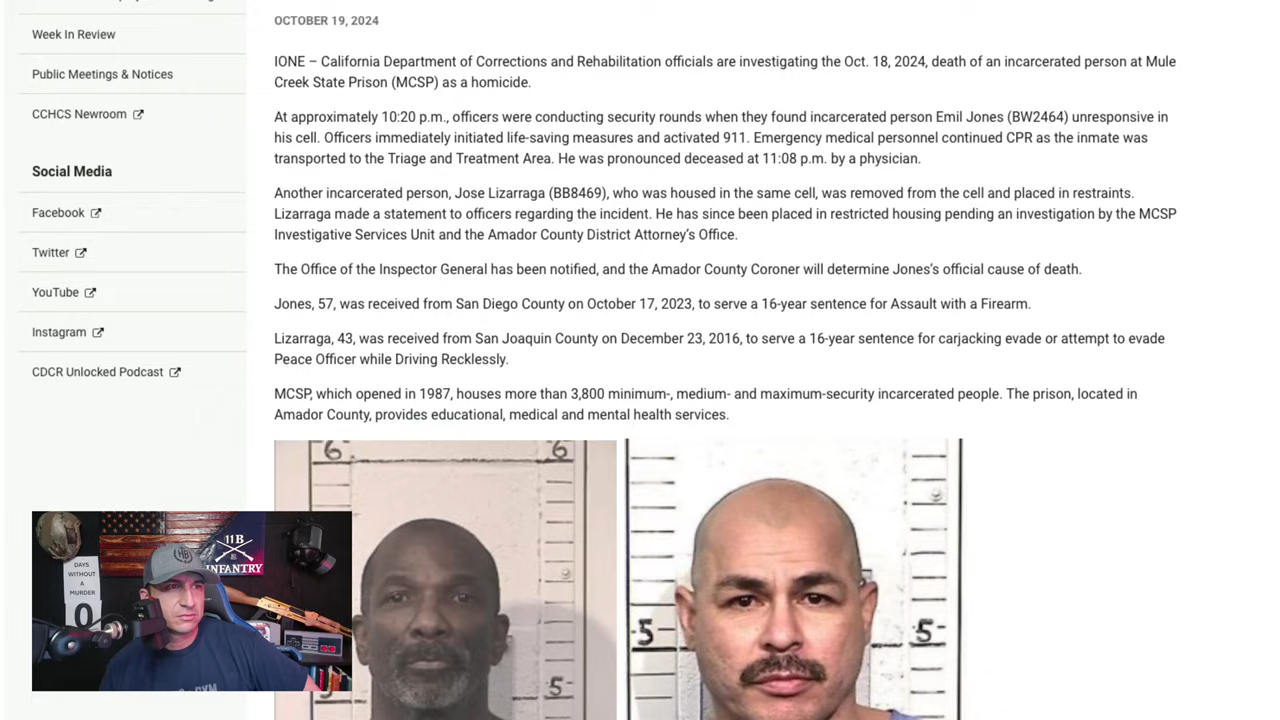 Week In Review
Public Meetings & Notices
CCHCS Newroom
Social Media
Facebook
Twitter
YouTube
Instagram
CDCR Unlocked Podcast
OCTOBER 19, 2024
IONE – California Department of Corrections and Rehabilitation officials are investigating the Oct. 18, 2024, death of an incarcerated person at Mule
Creek State Prison (MCSP) as a homicide.
At approximately 10:20 p.m., officers were conducting security rounds when they found incarcerated person Emil Jones (BW2464) unresponsive in
his cell. Officers immediately initiated life-saving measures and activated 911. Emergency medical personnel continued CPR as the inmate was
transported to the Triage and Treatment Area. He was pronounced deceased at 11:08 p.m. by a physician.
Another incarcerated person, Jose Lizarraga (BB8469), who was housed in the same cell, was removed from the cell and placed in restraints.
Lizarraga made a statement to officers regarding the incident. He has since been placed in restricted housing pending an investigation by the MCSP
Investigative Services Unit and the Amador County District Attorney's Office.
The Office of the Inspector General has been notified, and the Amador County Coroner will determine Jones's official cause of death.
Jones, 57, was received from San Diego County on October 17, 2023, to serve a 16-year sentence for Assault with a Firearm.
Lizarraga, 43, was received from San Joaquin County on December 23, 2016, to serve a 16-year sentence for carjacking evade or attempt to evade
Peace Officer while Driving Recklessly.
MCSP, which opened in 1987, houses more than 3,800 minimum-, medium- and maximum-security incarcerated people. The prison, located in
Amador County, provides educational, medical and mental health services.
6 6
5
5 5
11B
INFANTRY
DAYS
WITHOUT
A
MURDER
0